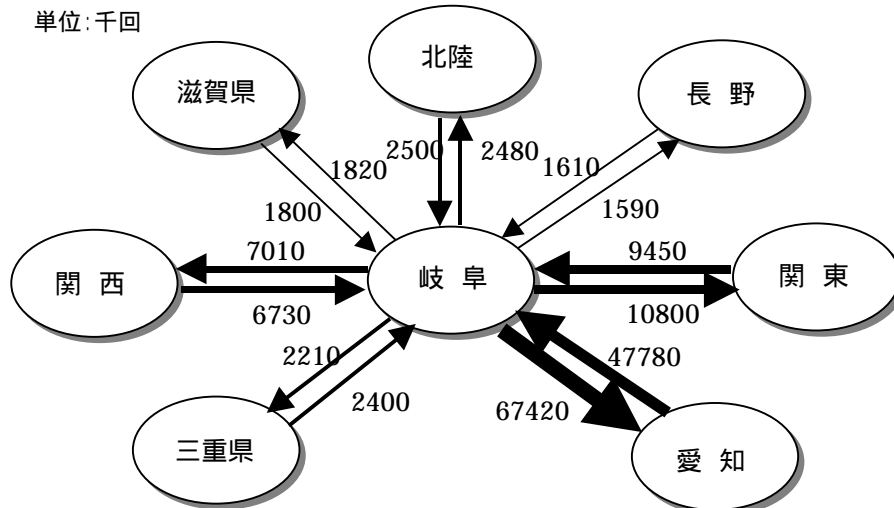 単位:千回
北陸
滋賀県
長 野
2500
2480
1820
1610
1800
1590
7010
9450
関 西
岐 阜
関 東
6730
10800
2210
47780
2400
67420
三重県
愛 知